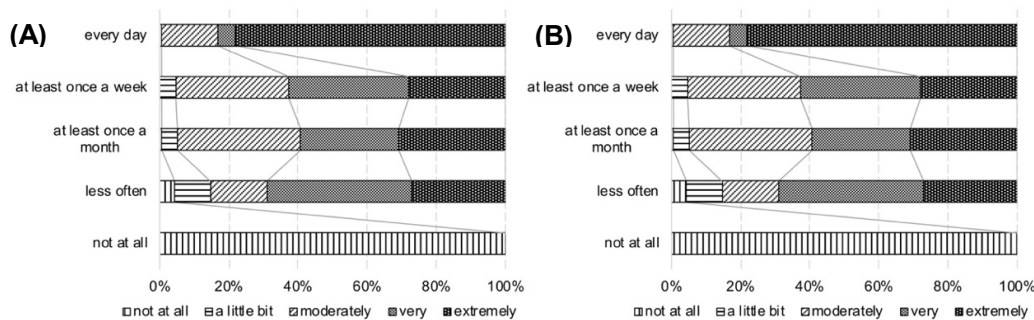 (A)
every day
at least once a week
at least once a
month
less often
not at all
0% 20% 40% 60% 80% 100%
not at all a little bit moderately very extremely
(B)
every day
at least once a week
at least once a
month
less often
not at all
0% 20% 40% 60% 80% 100%
not at all a little bit moderately very extremely